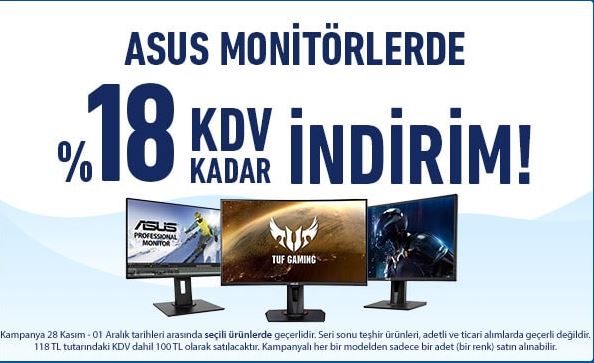 ASUS MONİTÖRLERDE
%18 KDV KADAR İNDİRİM!
ASUS
PROFESSIONAL
MONITOR
TUF GAMING
Kampanya 28 Kasım - 01 Aralık tarihleri arasında seçili ürünlerde geçerlidir. Seri sonu teşhir ürünleri, adetli ve ticari alımlarda geçerli değildir.
118 TL tutarındaki KDV dahil 100 TL olarak satılacaktır. Kampanyalı her bir modelden sadece bir adet (bir renk) satın alınabilir.